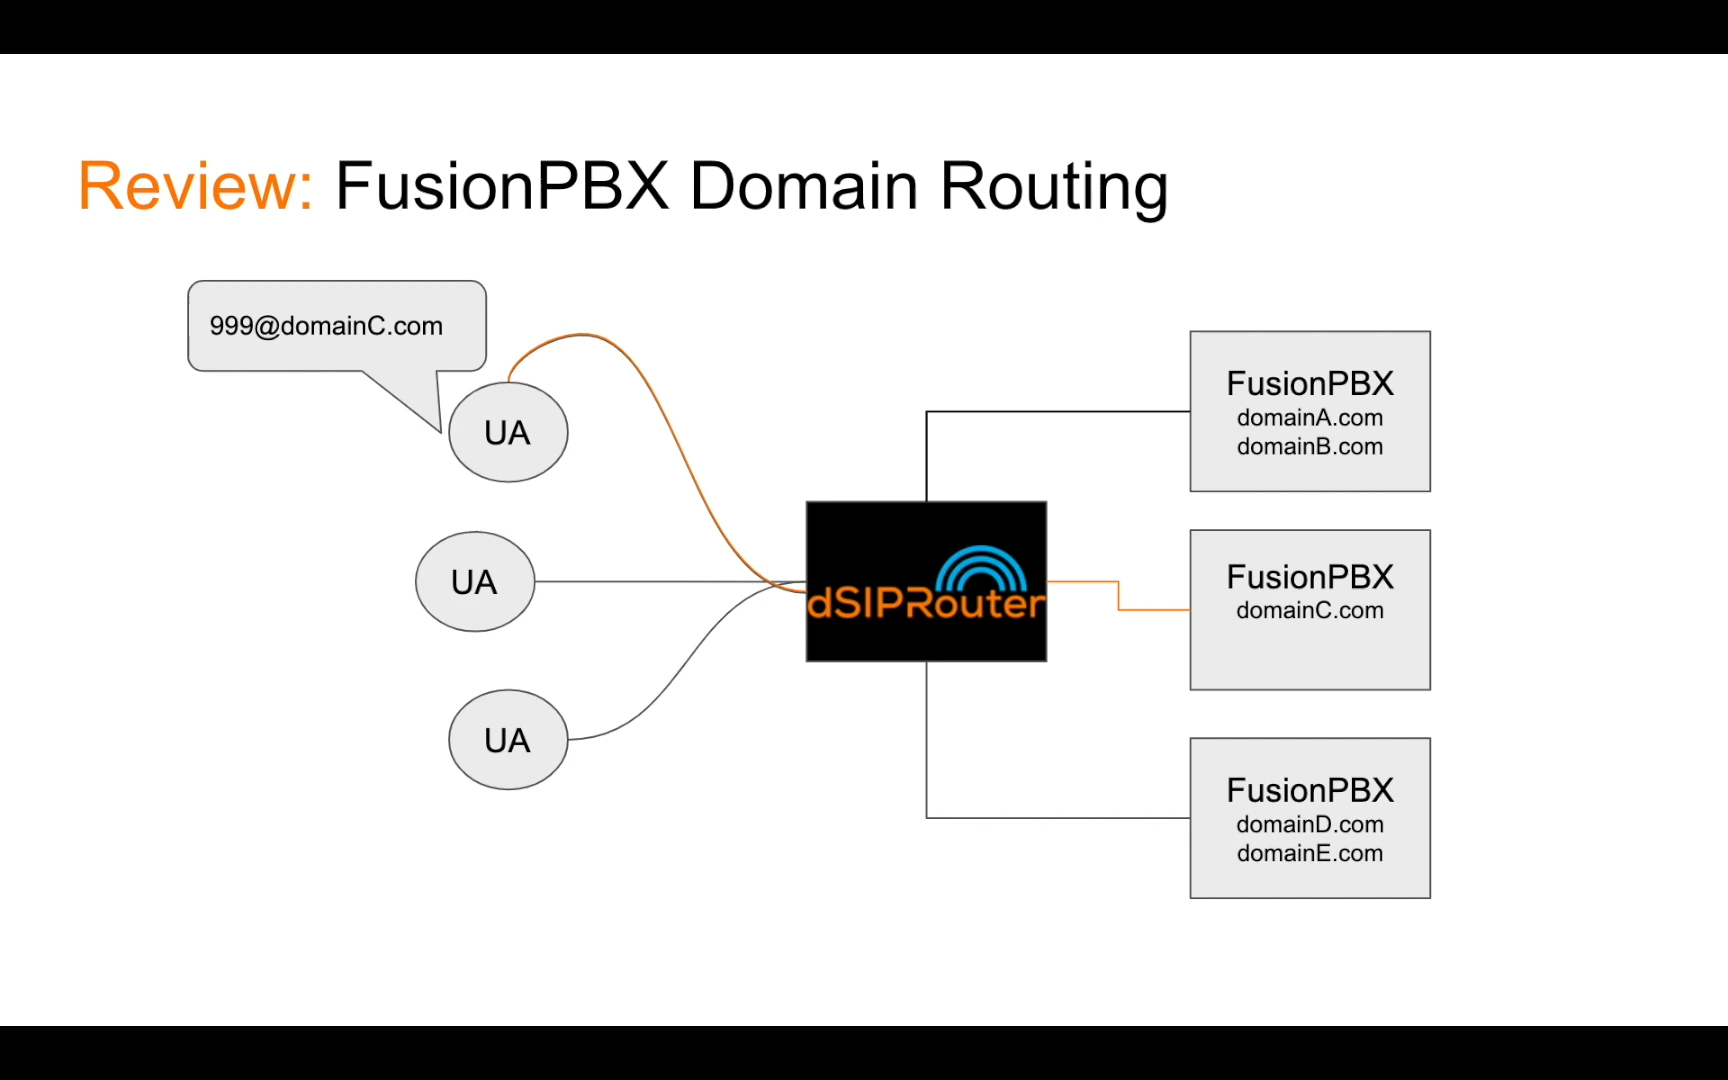 Review: FusionPBX Domain Routing
999@domainC.com
UA
UA
UA
dSIPRouter
FusionPBX
domainA.com
domainB.com
FusionPBX
domainC.com
FusionPBX
domainD.com
domainE.com